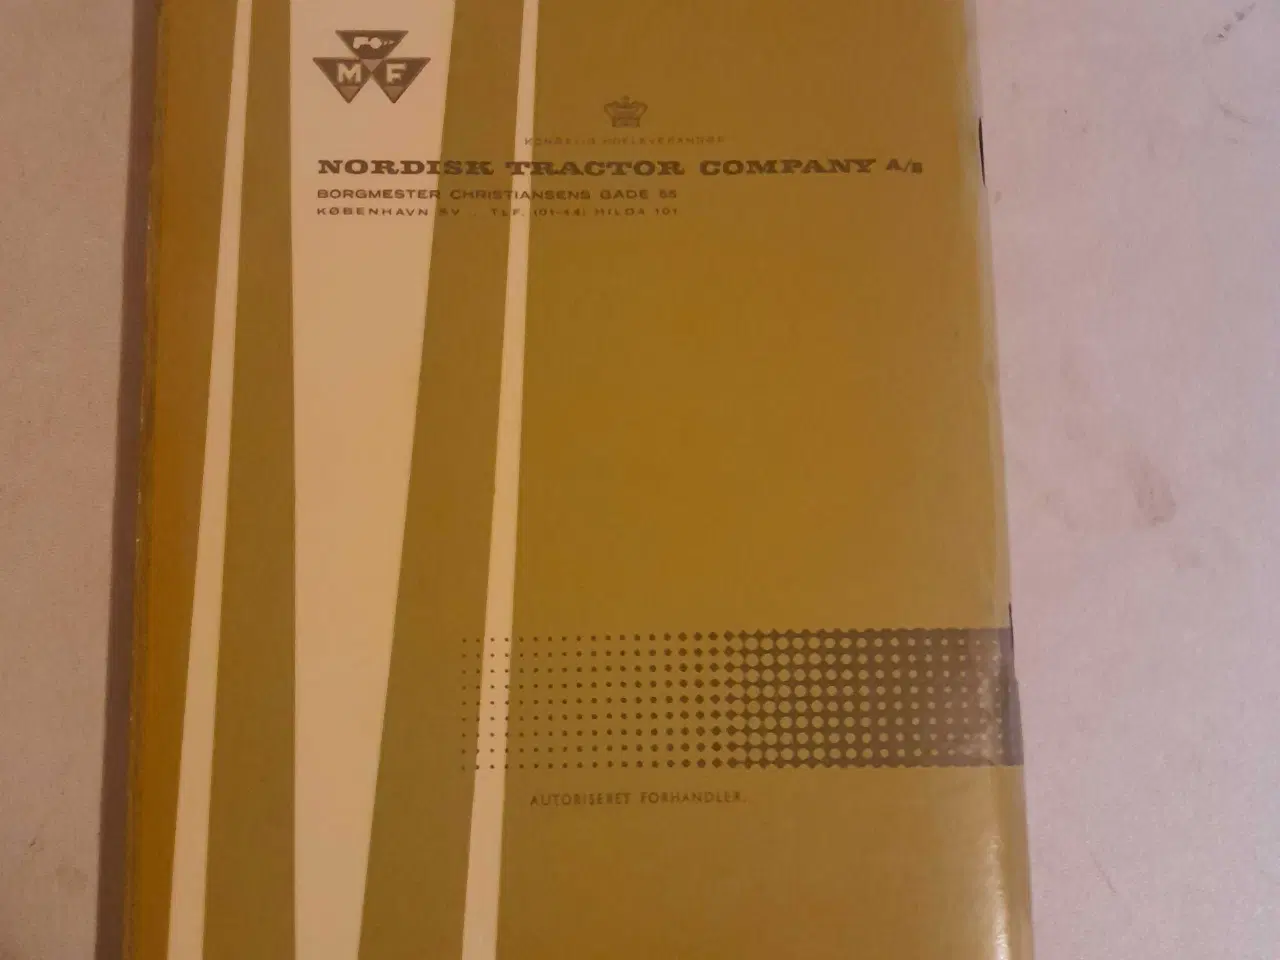 M F
KONGELIG HOFLEVERANDØR
NORDISK TRACTOR COMPANY A/S
BORGMESTER CHRISTIANSENS GADE 55
KØBENHAVN SV . TLF. (01-44) HILDA 101
AUTORISERET FORHANDLER: